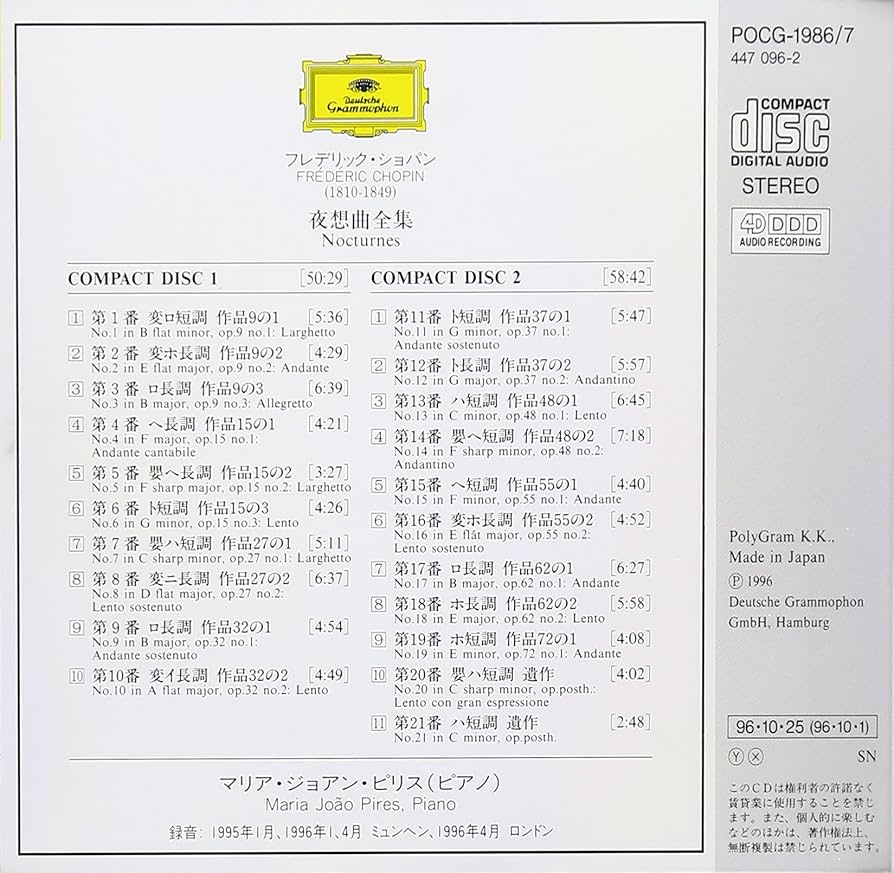 Deutsche
Grammophon
フレデリック・ショパン
FRÉDÉRIC CHOPIN
(1810-1849)
夜想曲全集
Nocturnes
COMPACT DISC 1 [50:29]
1 第1番 変ロ短調 作品9の1 [5:36]
No.1 in B flat minor, op.9 no.1: Larghetto
2 第2番 変ホ長調 作品9の2 [4:29]
No.2 in E flat major, op.9 no.2: Andante
3 第3番 ロ長調 作品9の3 [6:39]
No.3 in B major, op.9 no.3: Allegretto
4 第4番 ヘ長調 作品15の1 [4:21]
No.4 in F major, op.15 no.1:
Andante cantabile
5 第5番 嬰ヘ長調 作品15の2 [3:27]
No.5 in F sharp major, op.15 no.2: Larghetto
6 第6番 ト短調 作品15の3 [4:26]
No.6 in G minor, op.15 no.3: Lento
7 第7番 嬰ハ短調 作品27の1 [5:11]
No.7 in C sharp minor, op.27 no.1: Larghetto
8 第8番 変ニ長調 作品27の2 [6:37]
No.8 in D flat major, op.27 no.2:
Lento sostenuto
9 第9番 ロ長調 作品32の1 [4:54]
No.9 in B major, op.32 no.1:
Andante sostenuto
10 第10番 変イ長調 作品32の2 [4:49]
No.10 in A flat major, op.32 no.2: Lento
COMPACT DISC 2 [58:42]
1 第11番 ト短調 作品37の1 [5:47]
No.11 in G minor, op.37 no.1:
Andante sostenuto
2 第12番 ト長調 作品37の2 [5:57]
No.12 in G major, op.37 no.2: Andantino
3 第13番 ハ短調 作品48の1 [6:45]
No.13 in C minor, op.48 no.1: Lento
4 第14番 嬰ヘ短調 作品48の2 [7:18]
No.14 in F sharp minor, op.48 no.2:
Andantino
5 第15番 ヘ短調 作品55の1 [4:40]
No.15 in F minor, op.55 no.1: Andante
6 第16番 変ホ長調 作品55の2 [4:52]
No.16 in E flat major, op.55 no.2:
Lento sostenuto
7 第17番 ロ長調 作品62の1 [6:27]
No.17 in B major, op.62 no.1: Andante
8 第18番 ホ長調 作品62の2 [5:58]
No.18 in E major, op.62 no.2: Lento
9 第19番 ホ短調 作品72の1 [4:08]
No.19 in E minor, op.72 no.1: Andante
10 第20番 嬰ハ短調 遺作 [4:02]
No.20 in C sharp minor, op.posth.:
Lento con gran espressione
11 第21番 ハ短調 遺作 [2:48]
No.21 in C minor, op.posth.
マリア・ジョアン・ピリス(ピアノ)
Maria João Pires, Piano
録音: 1995年1月、1996年1、4月 ミュンヘン、1996年4月 ロンドン
POCG-1986/7
447 096-2
COMPACT
disc
DIGITAL AUDIO
STEREO
4D DDD
AUDIO RECORDING
PolyGram K.K.,
Made in Japan
Ⓟ 1996
Deutsche Grammophon
GmbH, Hamburg
96·10·25 (96·10·1)
Ⓨ Ⓧ SN
このCDは権利者の許諾なく
賃貸業に使用することを禁じ
ます。また、個人的に楽しむ
などのほかは、著作権法上、
無断複製は禁じられています。